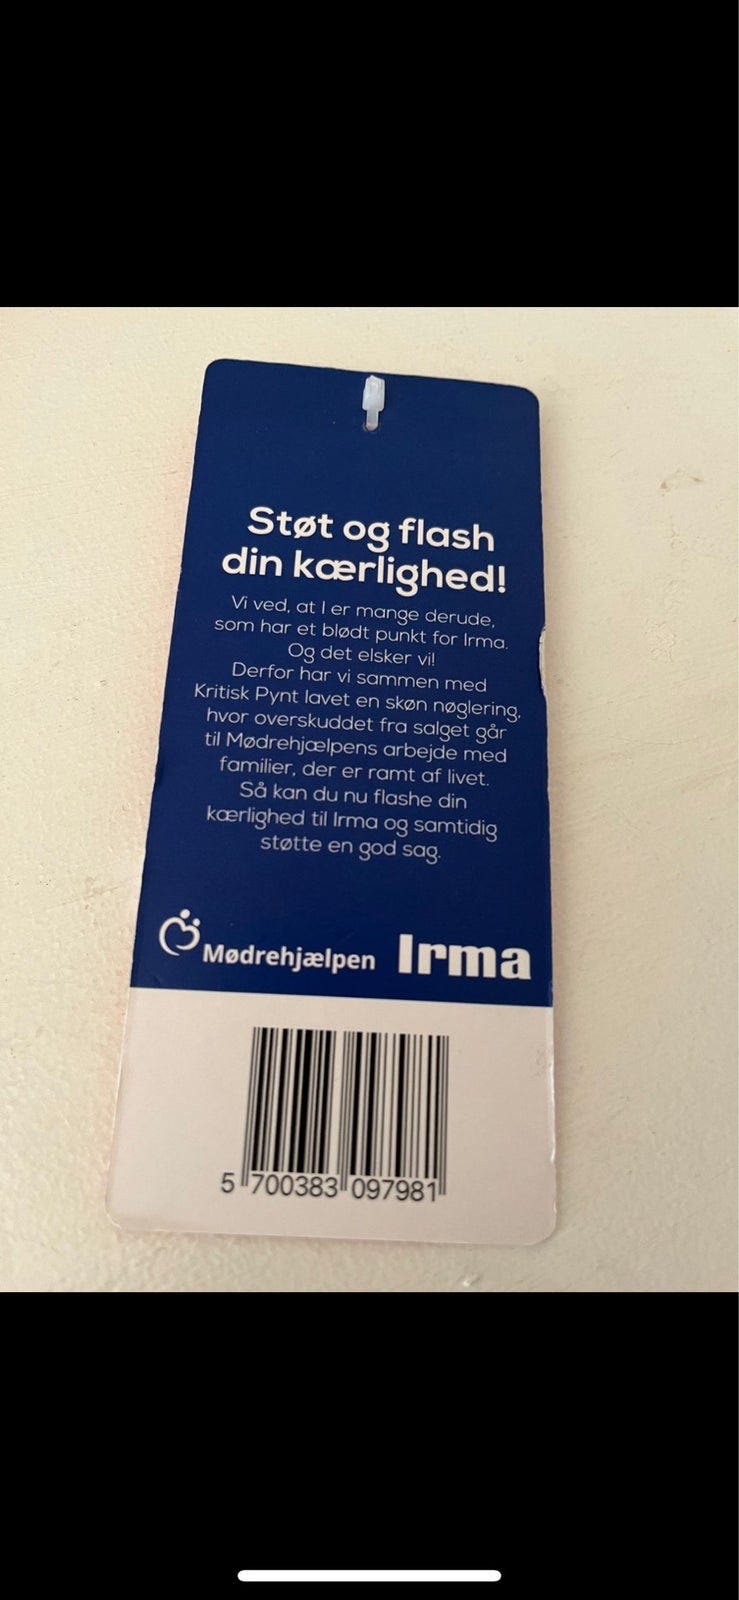 Støt og flash
din kærlighed!
Vi ved, at I er mange derude,
som har et blødt punkt for Irma.
Og det elsker vi!
Derfor har vi sammen med
Kritisk Pynt lavet en skøn nøglering,
hvor overskuddet fra salget går
til Mødrehjælpens arbejde med
familier, der er ramt af livet.
Så kan du nu flashe din
kærlighed til Irma og samtidig
støtte en god sag.
Mødrehjælpen Irma
5 700383 097981